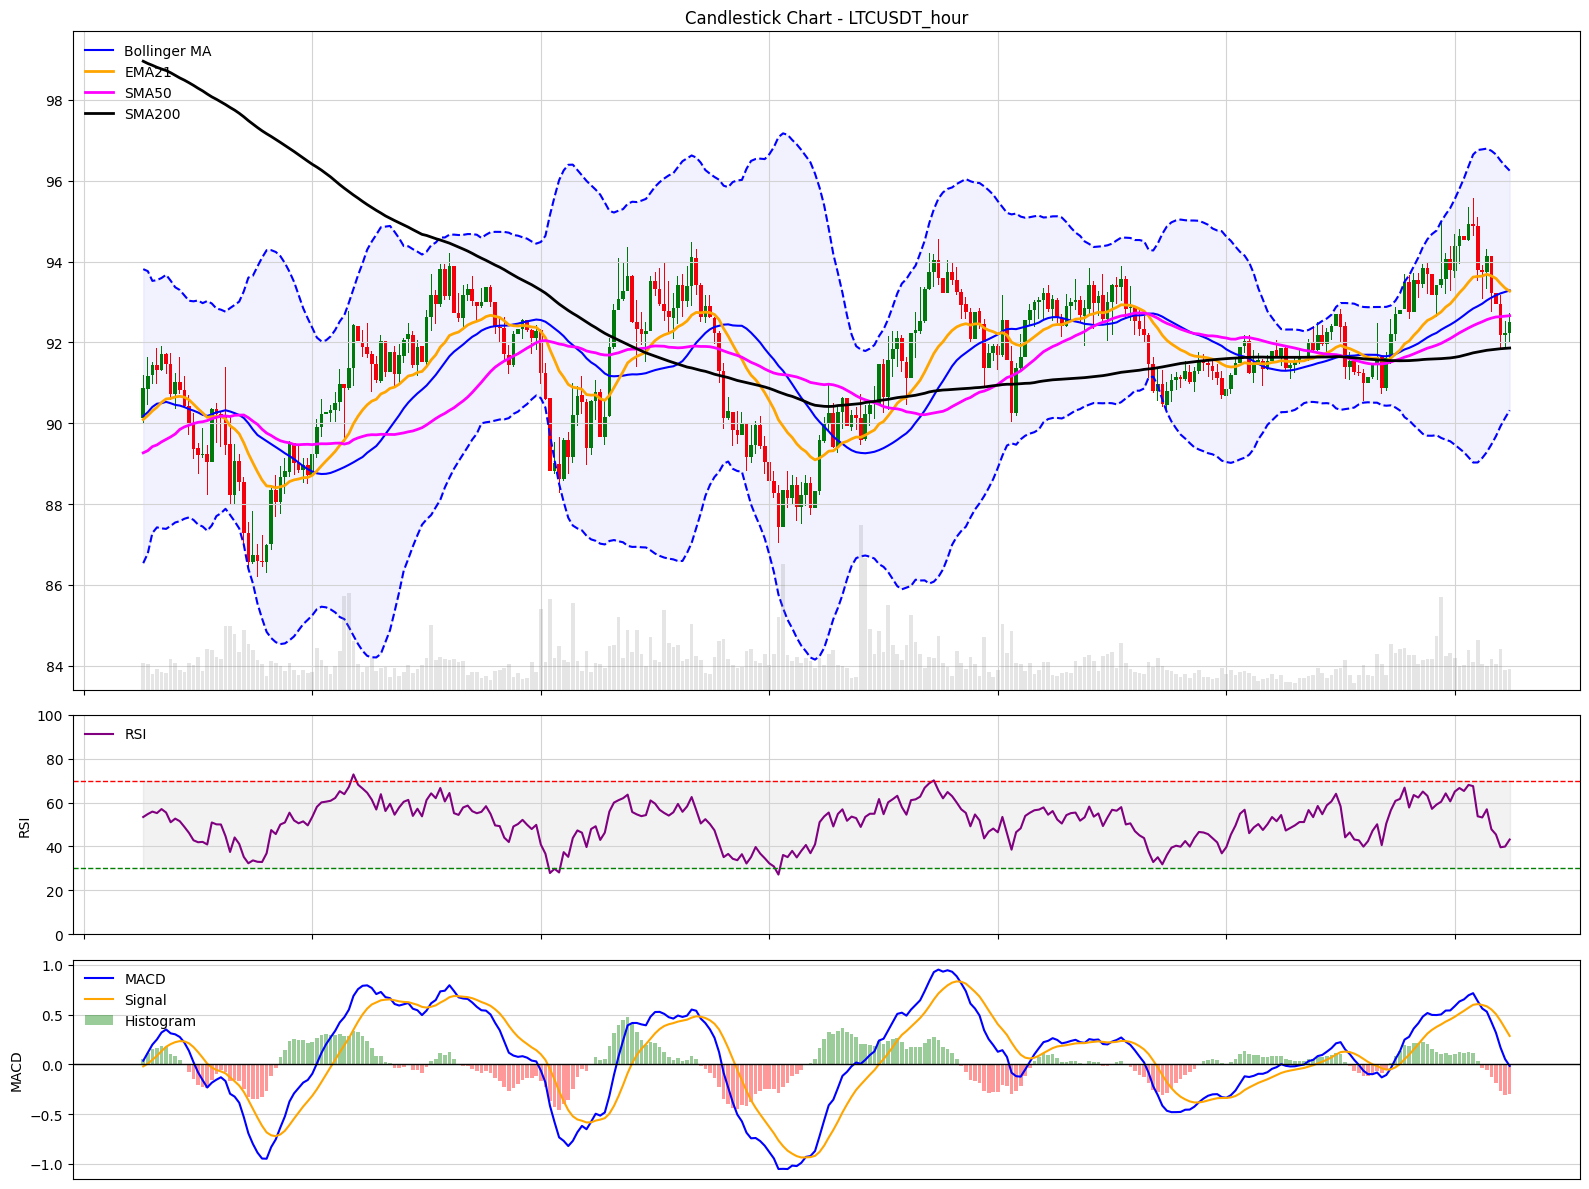 Candlestick Chart - LTCUSDT_hour
Bollinger MA
EMA21
SMA50
SMA200
98
96
94
92
90
88
86
84
RSI
100
80
60
40
20
0
RSI
MACD
Signal
Histogram
1.0
0.5
0.0
−0.5
−1.0
MACD